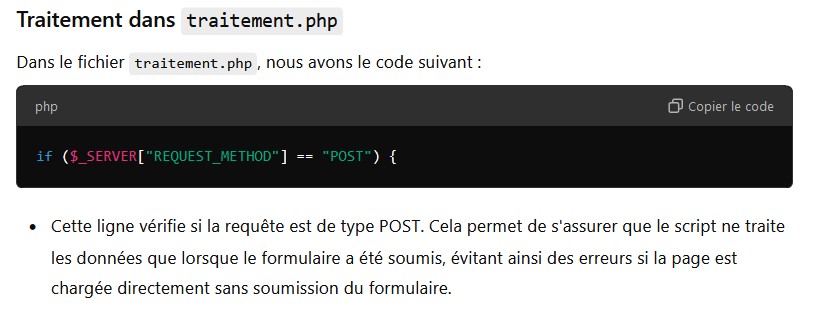 Traitement dans traitement.php
Dans le fichier traitement.php, nous avons le code suivant :
php
Copier le code
if ($_SERVER["REQUEST_METHOD"] == "POST") {
• Cette ligne vérifie si la requête est de type POST. Cela permet de s'assurer que le script ne traite
les données que lorsque le formulaire a été soumis, évitant ainsi des erreurs si la page est
chargée directement sans soumission du formulaire.